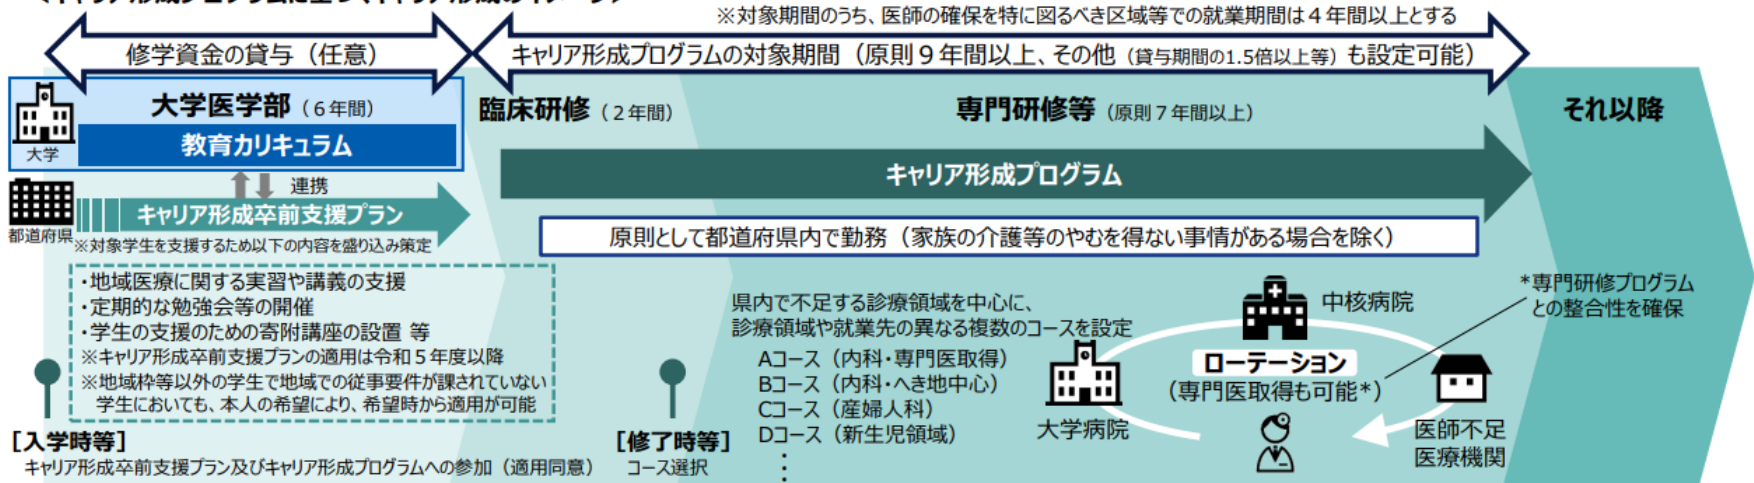 ※対象期間のうち、医師の確保を特に図るべき区域等での就業期間は４年間以上とする
修学資金の貸与（任意）
キャリア形成プログラムの対象期間（原則９年間以上、その他（貸与期間の1.5倍以上等）も設定可能）
大学医学部（６年間）
臨床研修（２年間）
専門研修等（原則７年間以上）
それ以降
大学
教育カリキュラム
連携
キャリア形成プログラム
都道府県
キャリア形成卒前支援プラン
※対象学生を支援するため以下の内容を盛り込み策定
原則として都道府県内で勤務（家族の介護等のやむを得ない事情がある場合を除く）
・地域医療に関する実習や講義の支援
・定期的な勉強会等の開催
・学生の支援のための寄附講座の設置 等
※キャリア形成卒前支援プランの適用は令和５年度以降
※地域枠等以外の学生で地域での従事要件が課されていない
学生においても、本人の希望により、希望時から適用が可能
[入学時等]
キャリア形成卒前支援プラン及びキャリア形成プログラムへの参加（適用同意）
[修了時等]
コース選択
県内で不足する診療領域を中心に、
診療領域や就業先の異なる複数のコースを設定
Aコース（内科・専門医取得）
Bコース（内科・へき地中心）
Cコース（産婦人科）
Dコース（新生児領域）
・
・
・
大学病院
中核病院
ローテーション
（専門医取得も可能*）
医師不足
医療機関
*専門研修プログラム
との整合性を確保